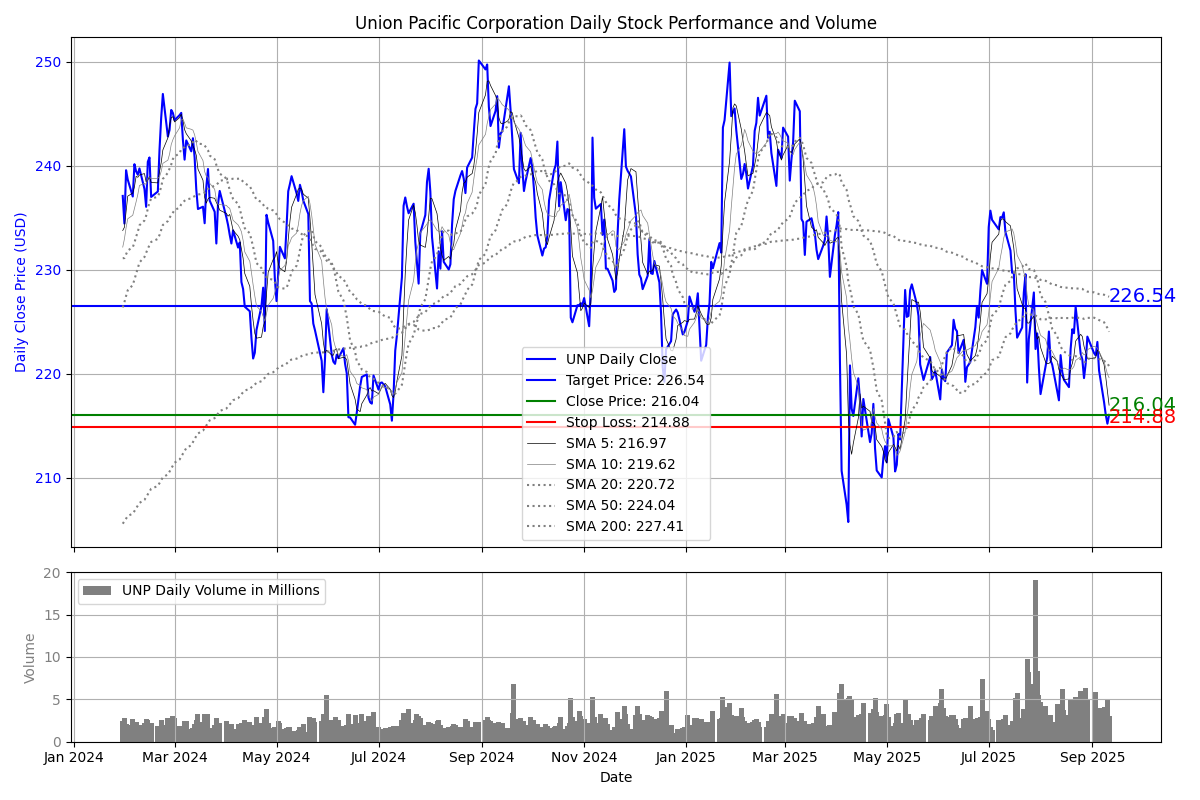 Union Pacific Corporation Daily Stock Performance and Volume
Daily Close Price (USD)
250
240
230
220
210
226.54
216.04
214.88
UNP Daily Close
Target Price: 226.54
Close Price: 216.04
Stop Loss: 214.88
SMA 5: 216.97
SMA 10: 219.62
SMA 20: 220.72
SMA 50: 224.04
SMA 200: 227.41
Volume
20
15
10
5
0
UNP Daily Volume in Millions
Jan 2024 Mar 2024 May 2024 Jul 2024 Sep 2024 Nov 2024 Jan 2025 Mar 2025 May 2025 Jul 2025 Sep 2025
Date